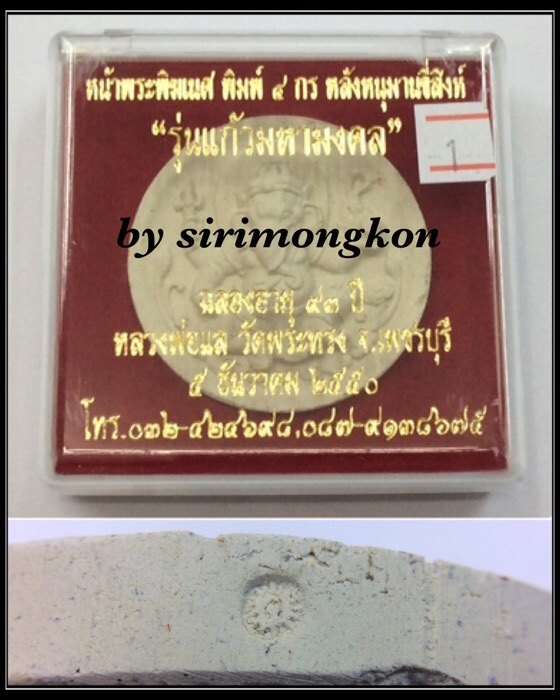 หน้าพระพิฆเนศ พิมพ์ ๔ กร หลังหนุมานขี่สิงห์
“รุ่นแก้วมหามงคล”
1
by sirimongkon
ฉลองอายุ ๙๓ ปี
หลวงพ่อแล วัดพระทรง จ.เพชรบุรี
๕ ธันวาคม ๒๕๕๐
โทร.๐๓๒-๔๒๔๖๙๘,๐๘๗-๙๑๓๘๖๗๕